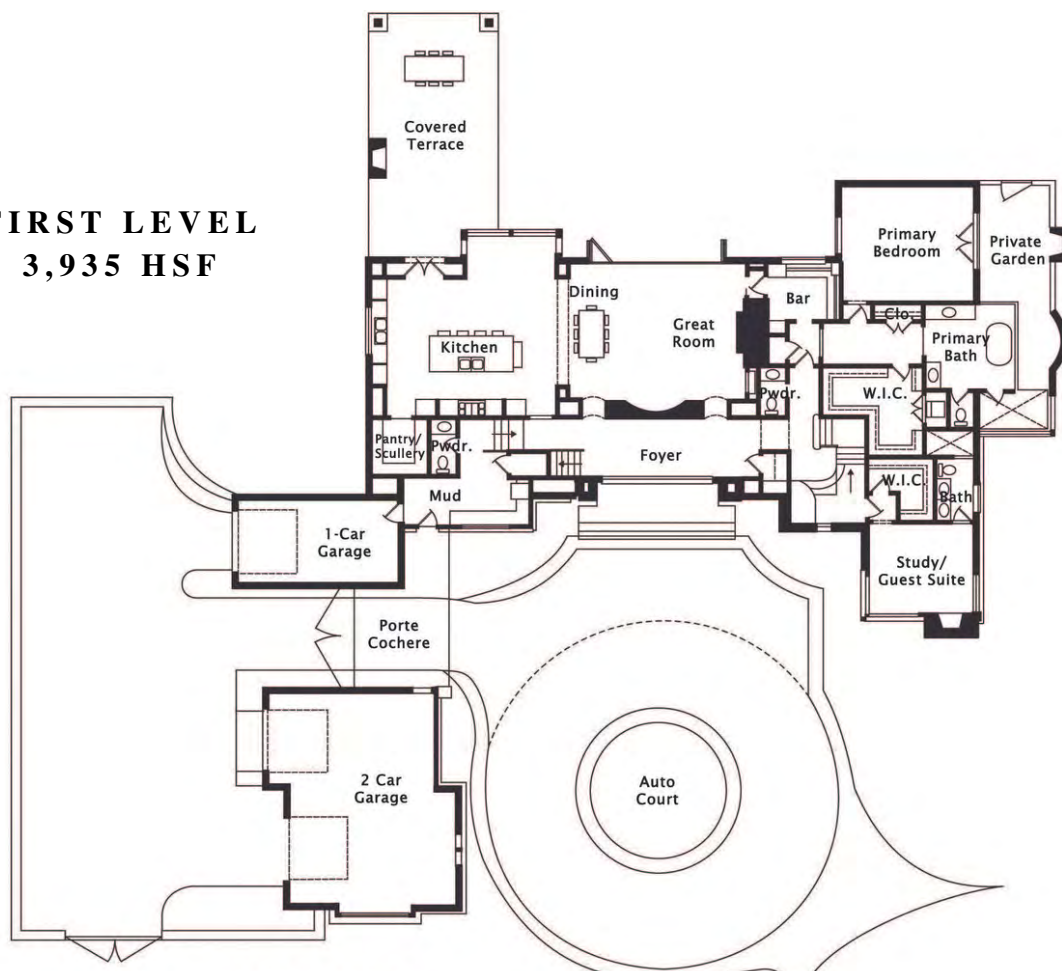 FIRST LEVEL
3,935 HSF
Covered
Terrace
Primary
Bedroom
Private
Garden
Dining
Bar
Great
Room
Kitchen
Clo.
Primary
Bath
Pwdr.
W.I.C.
Pantry/
Scullery
Pwdr.
Foyer
Mud
W.I.C.
Bath
1-Car
Garage
Study/
Guest Suite
Porte
Cochere
2 Car
Garage
Auto
Court